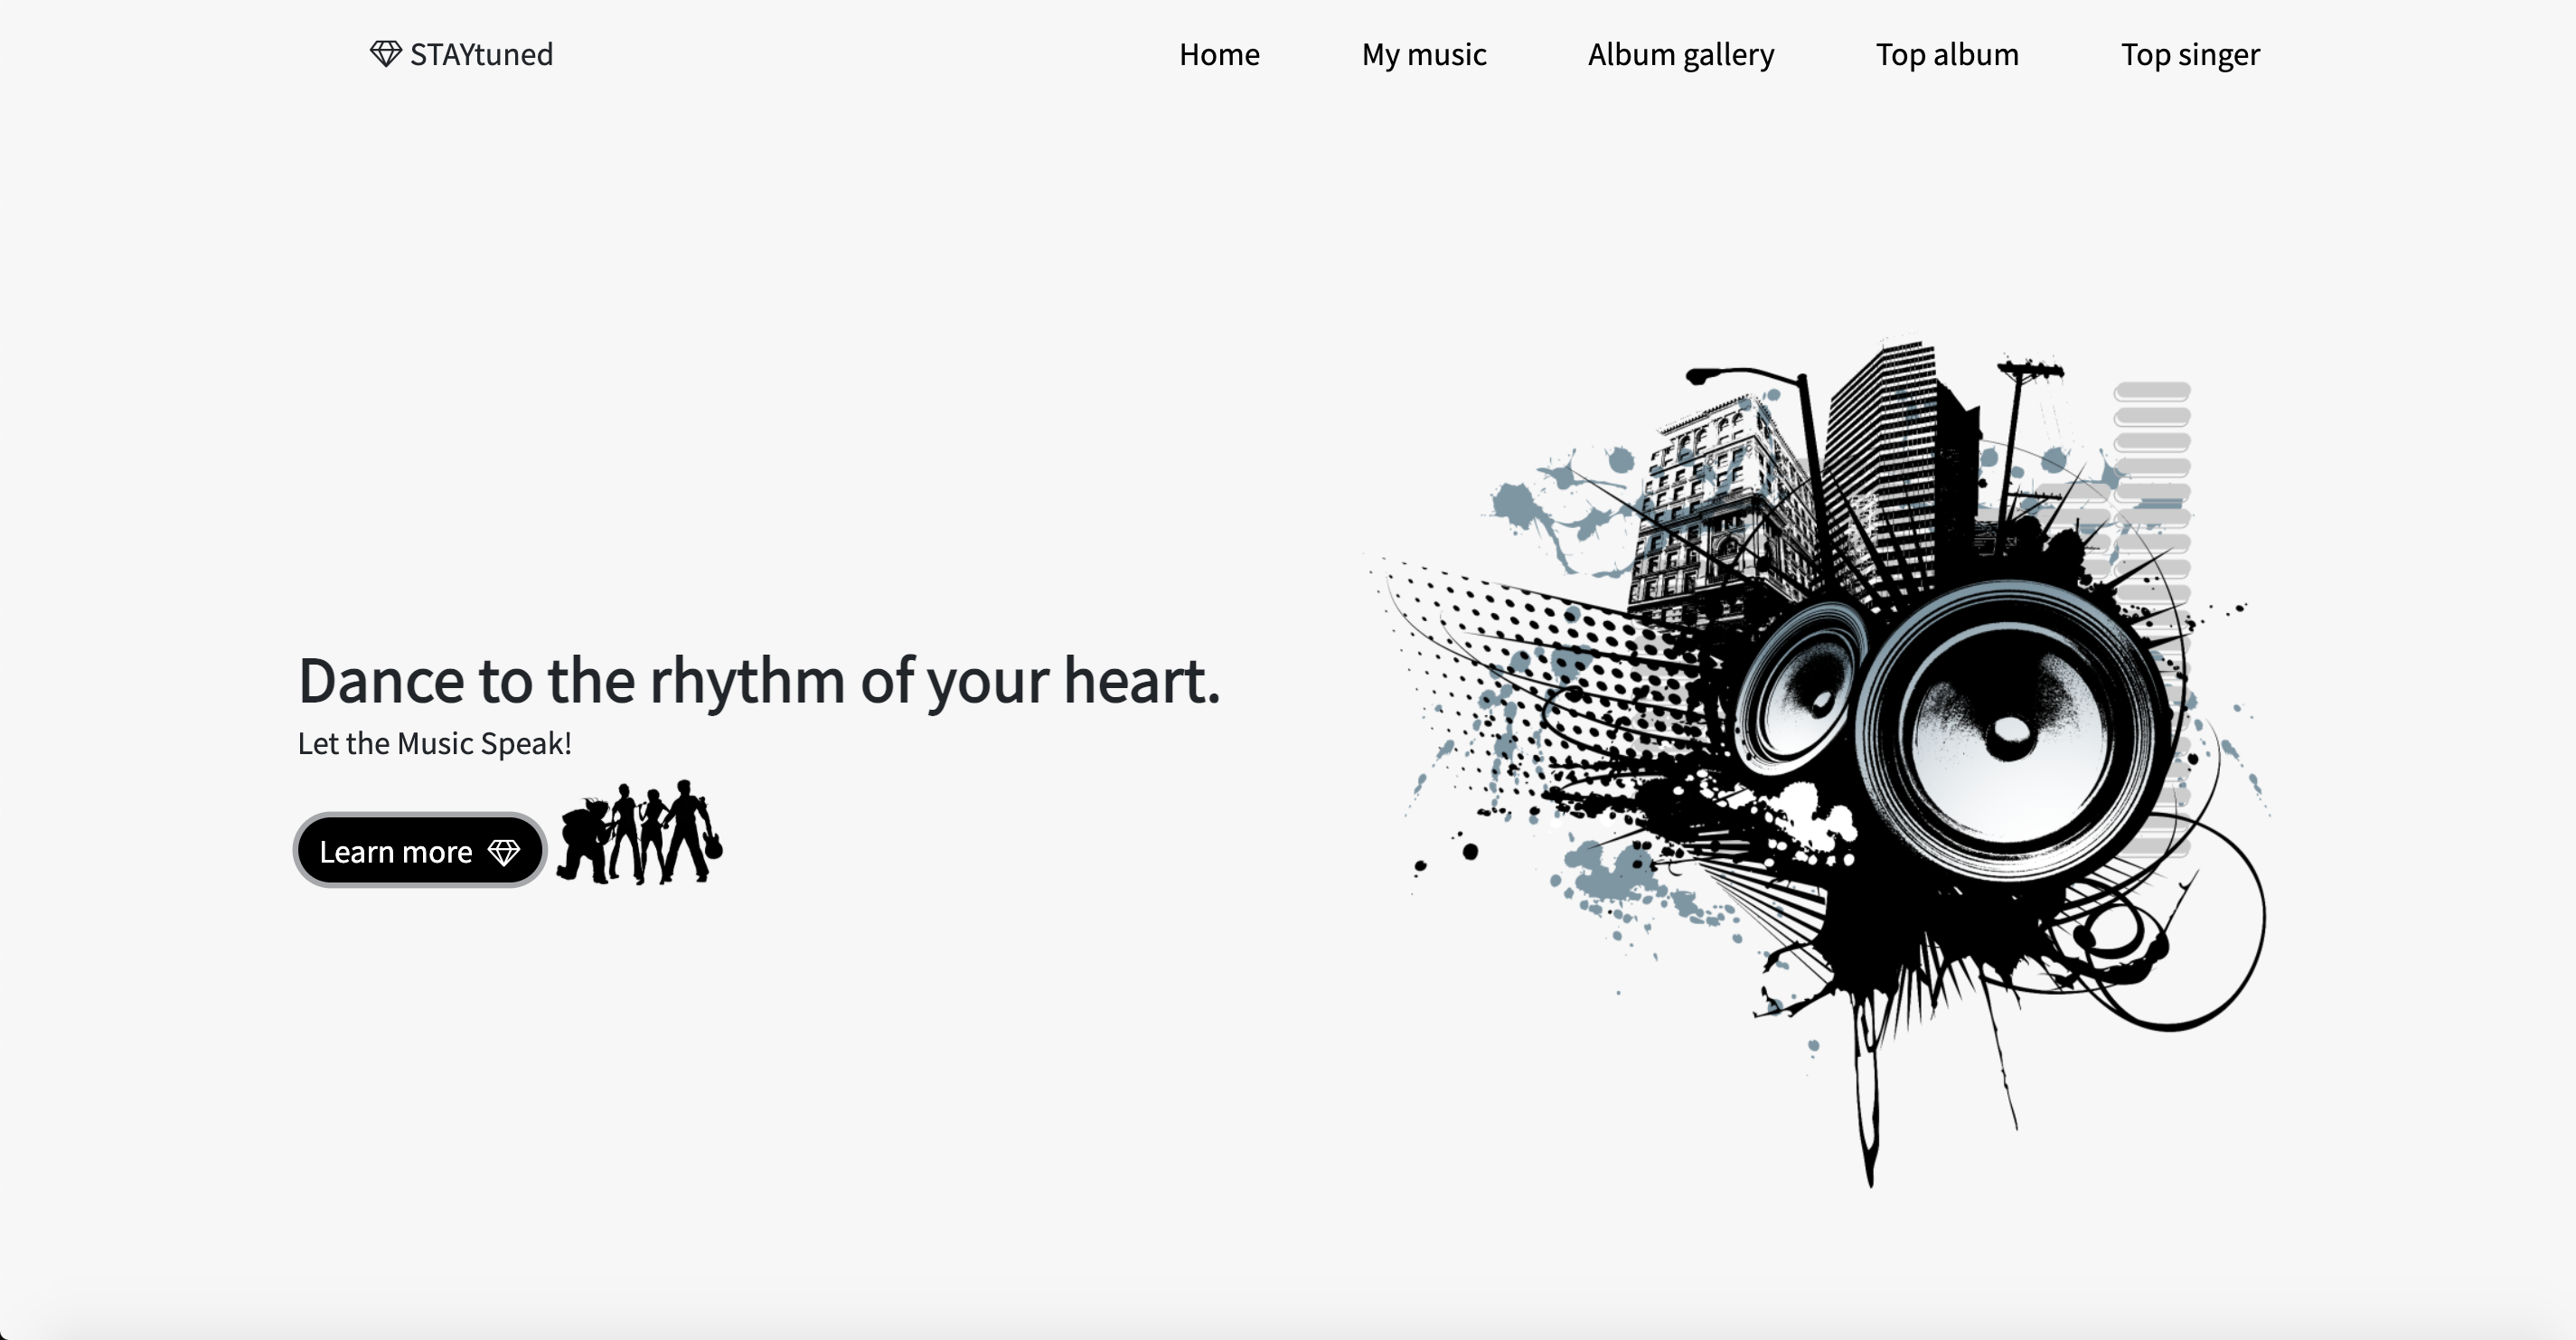 STAYtuned
Home My music Album gallery Top album Top singer
Dance to the rhythm of your heart.
Let the Music Speak!
Learn more